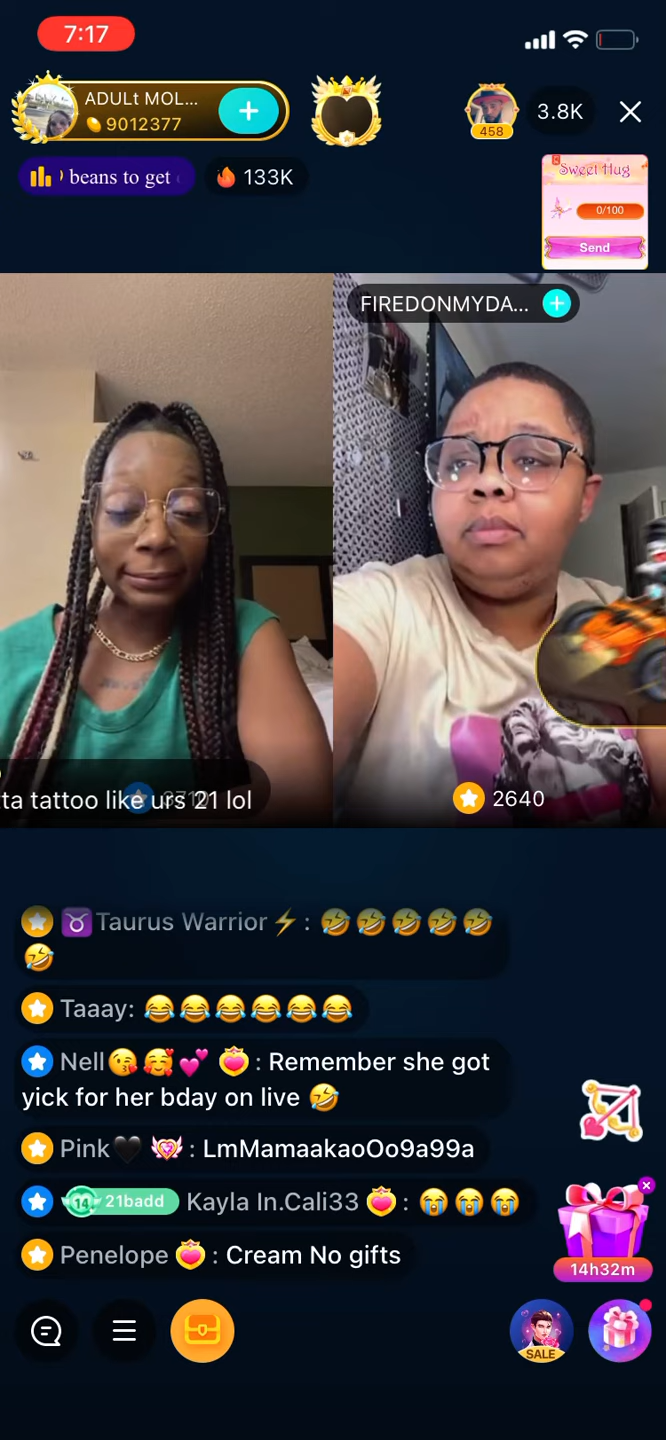 7:17
ADULt MOL...
9012377
458
3.8K
beans to get
133K
Sweet Hug
0/100
Send
FIREDONMYDA...
ta tattoo like urs 21 lol
2640
♉Taurus Warrior⚡: 🤣🤣🤣🤣🤣
🤣
Taaay: 😂😂😂😂😂😂
Nell😘🥰💕: Remember she got
yick for her bday on live 🤣
Pink🖤: LmMamaakaoOo9a99a
14 21badd Kayla In.Cali33: 😭😭😭
Penelope: Cream No gifts
14h32m
SALE